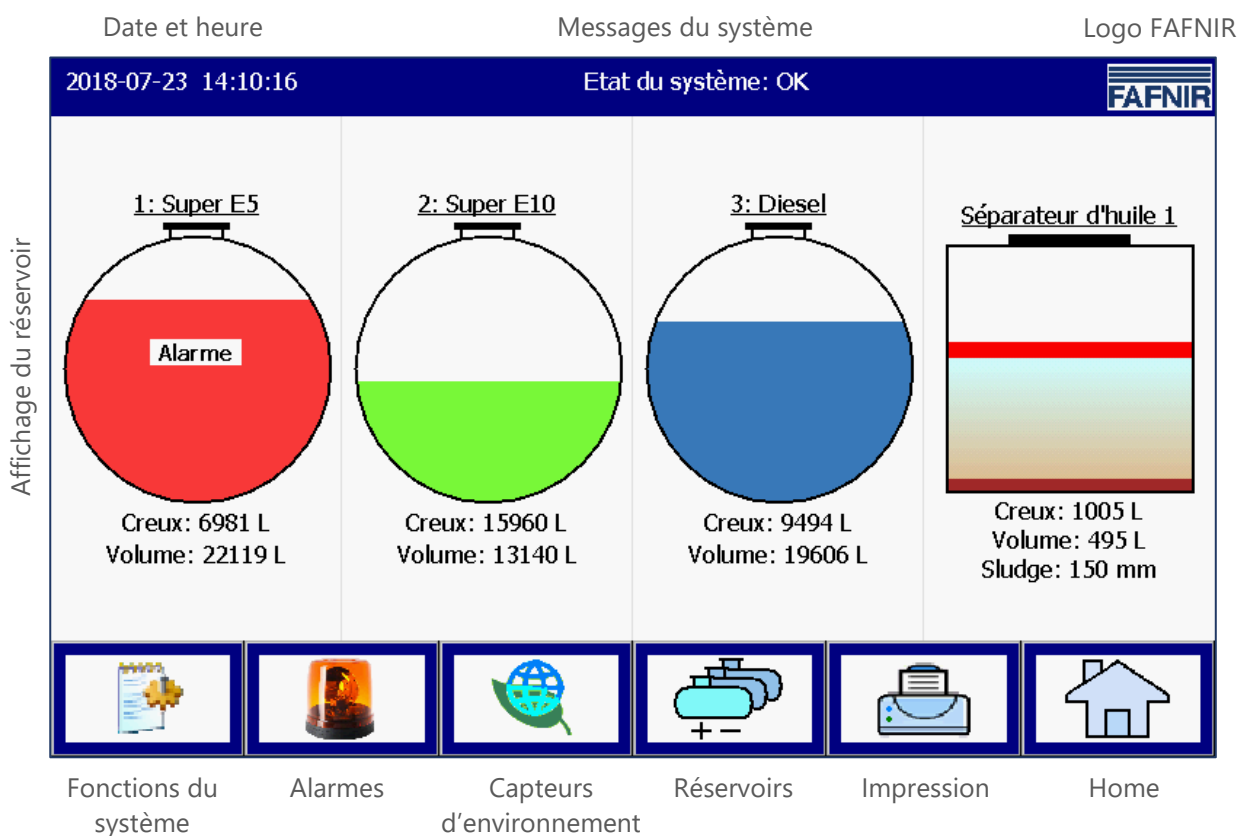 Date et heure
Messages du système
Logo FAFNIR
2018-07-23 14:10:16
Etat du système: OK
FAFNIR
Affichage du réservoir
1: Super E5
Alarme
Creux: 6981 L
Volume: 22119 L
2: Super E10
Creux: 15960 L
Volume: 13140 L
3: Diesel
Creux: 9494 L
Volume: 19606 L
Séparateur d'huile 1
Creux: 1005 L
Volume: 495 L
Sludge: 150 mm
+ −
Fonctions du
système
Alarmes
Capteurs
d’environnement
Réservoirs
Impression
Home